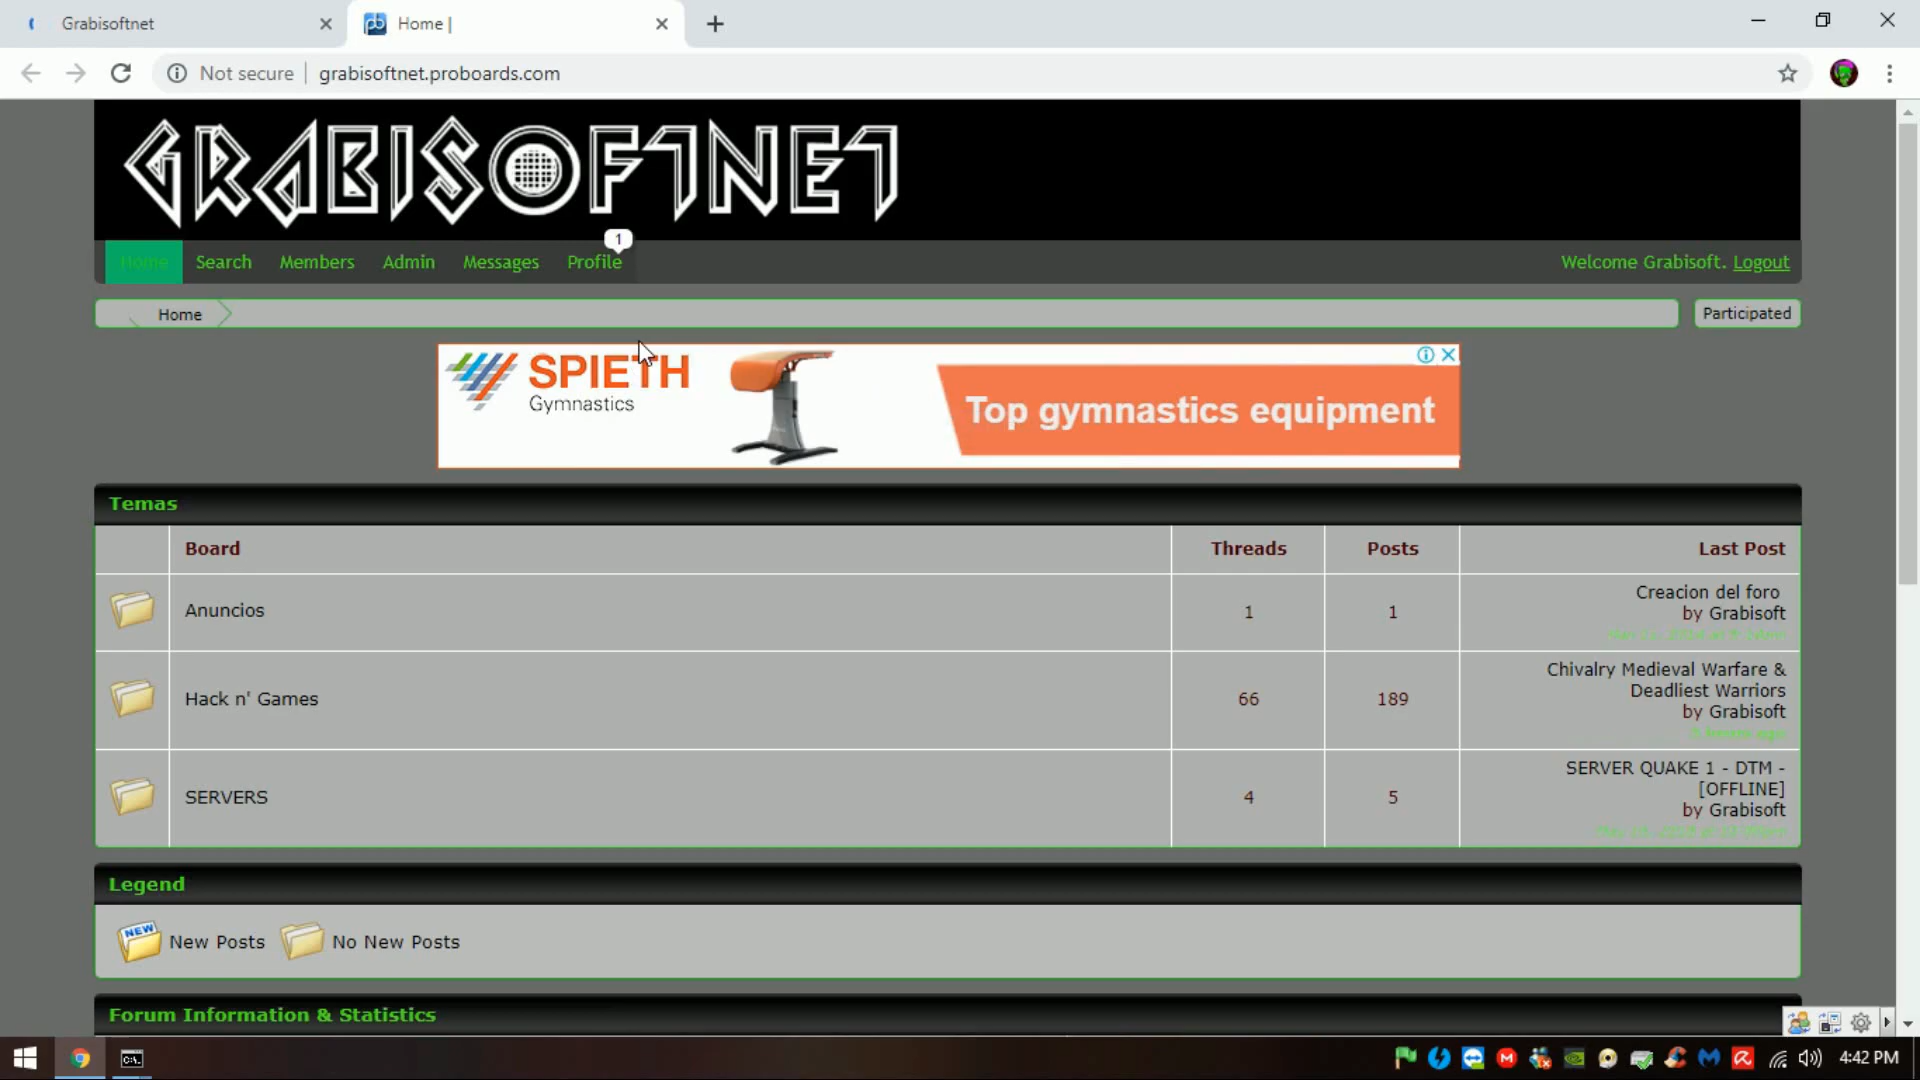 Grabisoftnet
Home |
Not secure grabisoftnet.proboards.com
GRABISOFTNET
1
Home Search Members Admin Messages Profile
Welcome Grabisoft. Logout
Home
Participated
SPIETH
Gymnastics
Top gymnastics equipment
Temas
Board Threads Posts Last Post
Anuncios 1 1
Creacion del foro
by Grabisoft
Hack n' Games 66 189
Chivalry Medieval Warfare &
Deadliest Warriors
by Grabisoft
hours ago
SERVERS 4 5
SERVER QUAKE 1 - DTM -
[OFFLINE]
by Grabisoft
Legend
NEW
New Posts No New Posts
Forum Information & Statistics
4:42 PM